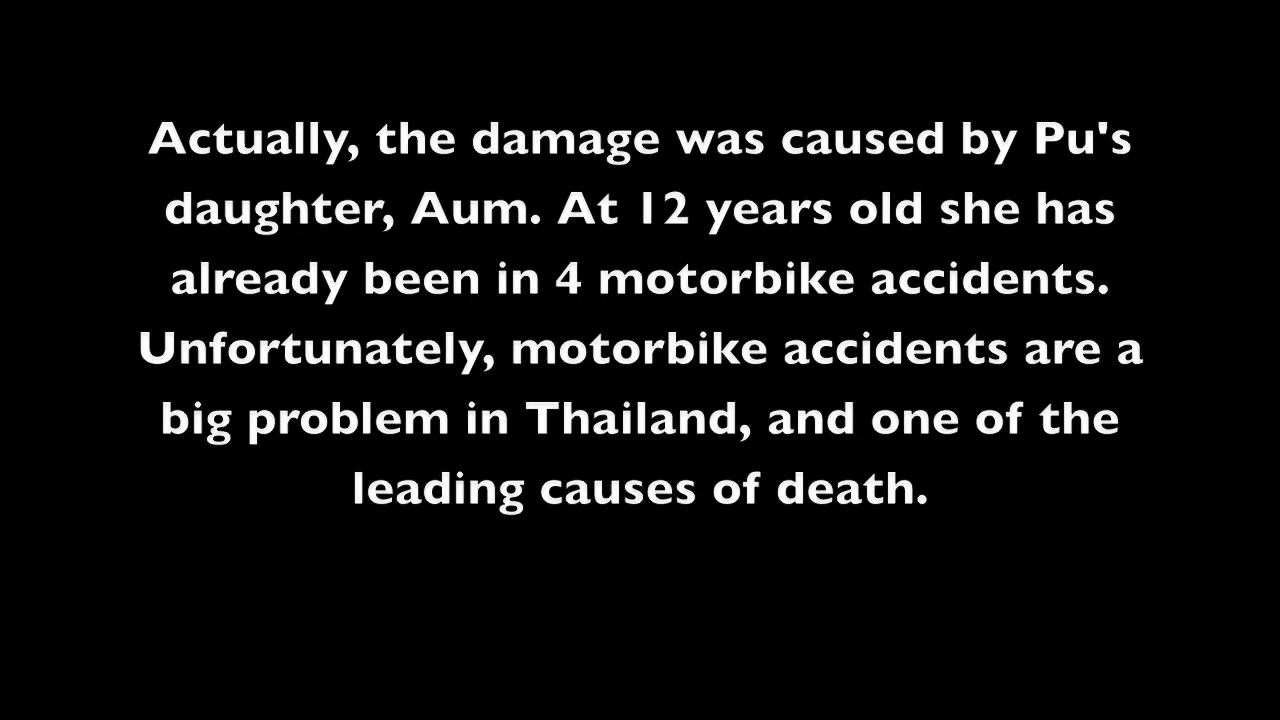 Actually, the damage was caused by Pu's
daughter, Aum. At 12 years old she has
already been in 4 motorbike accidents.
Unfortunately, motorbike accidents are a
big problem in Thailand, and one of the
leading causes of death.